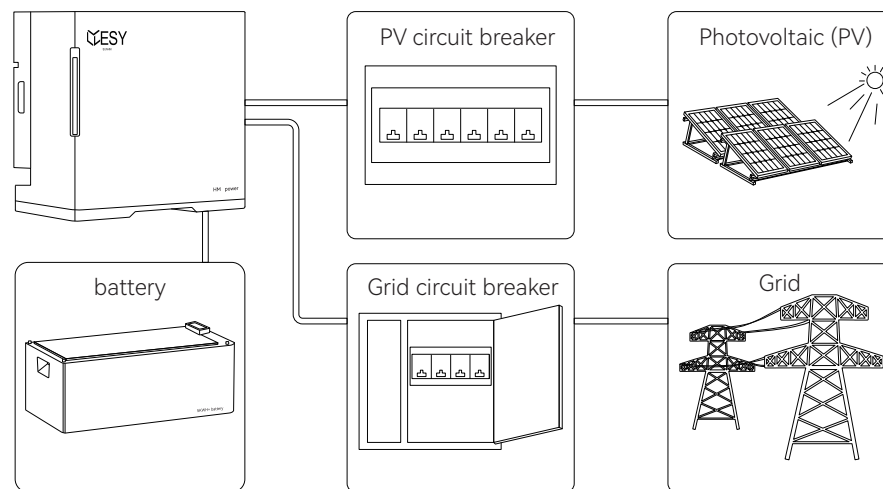 ESY
PV circuit breaker
Photovoltaic (PV)
HM power
battery
Grid circuit breaker
Grid